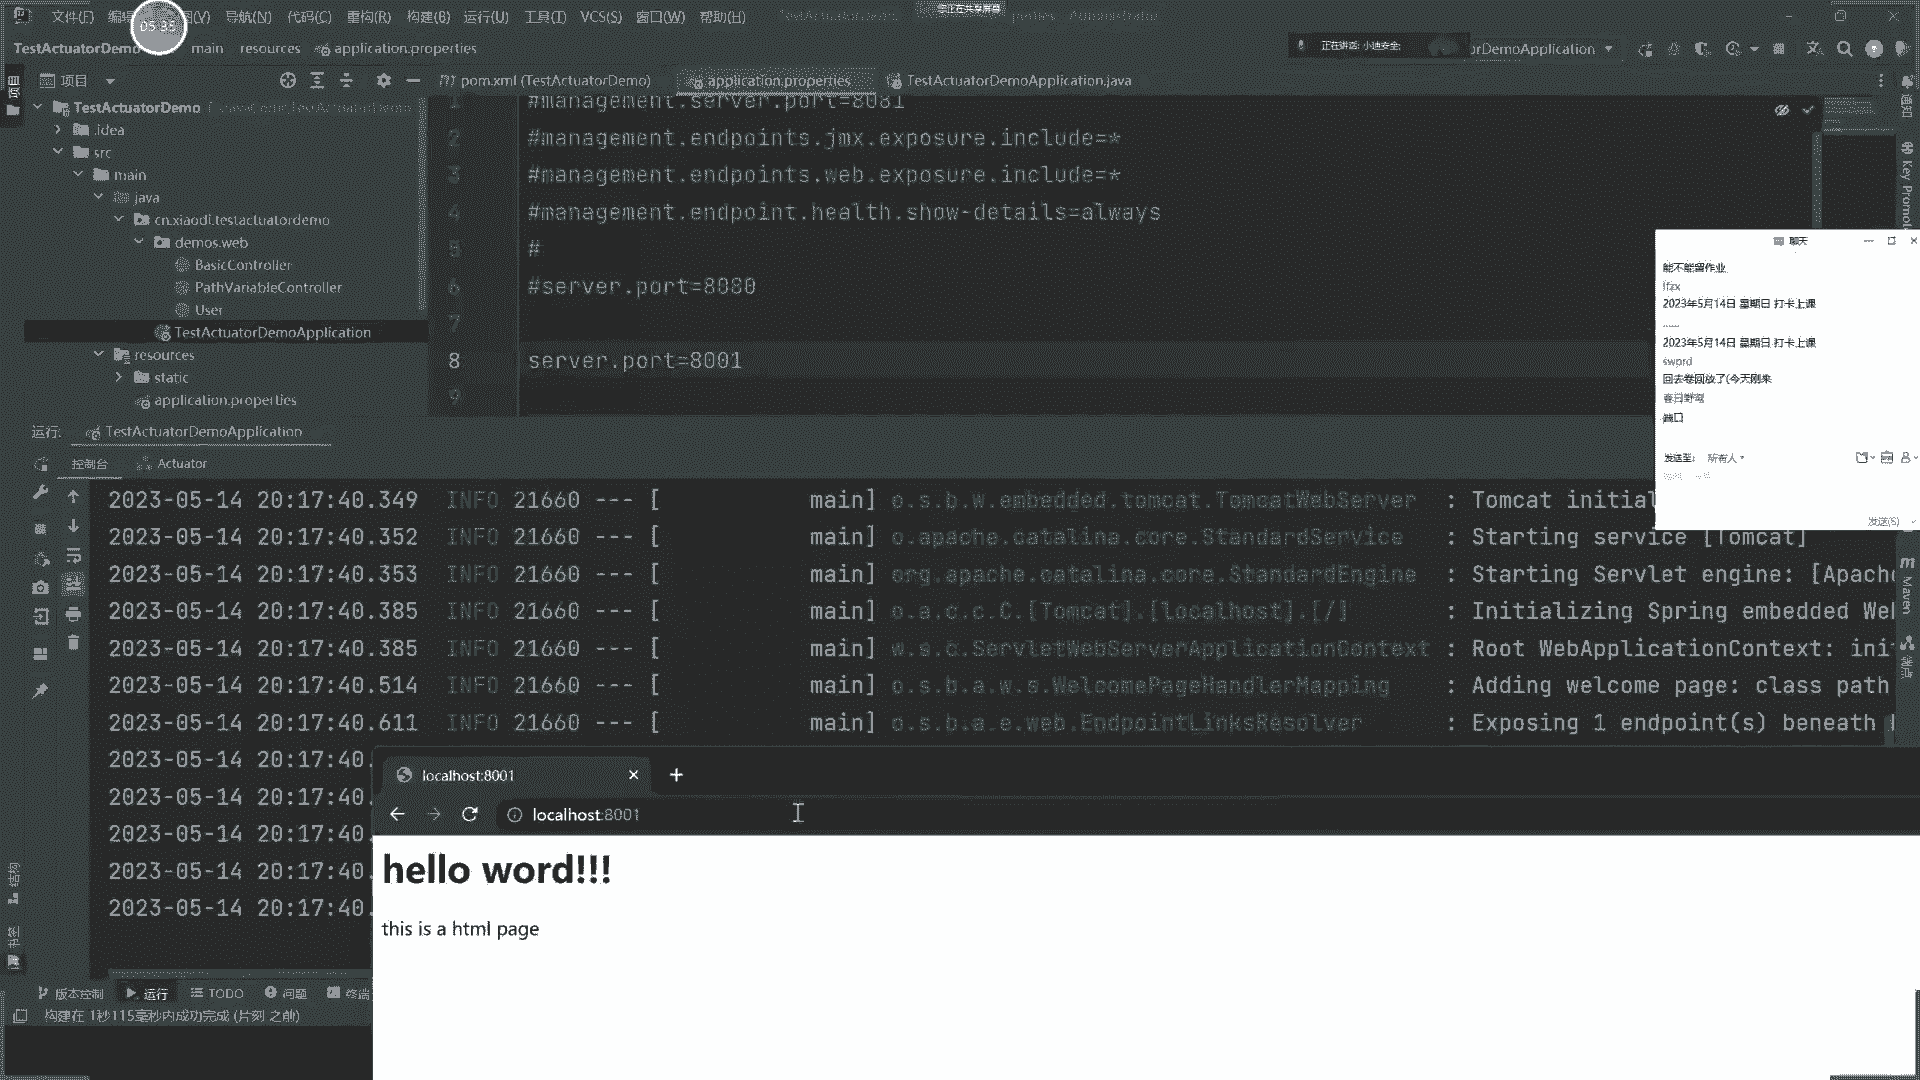 文件(F) 编辑 (V) 导航(N) 代码(C) 重构(R) 构建(B) 运行(U) 工具(T) VCS(S) 窗口(W) 帮助(H)
您正在共享屏幕
05:35
TestActuatorDemo main resources application.properties
正在讲话: 小迪安全;
rDemoApplication
项目
pom.xml (TestActuatorDemo) application.properties TestActuatorDemoApplication.java
TestActuatorDemo
.idea
src
main
java
cn.xiaodi.testactuatordemo
demos.web
BasicController
PathVariableController
User
TestActuatorDemoApplication
resources
static
application.properties
1 #management.server.port=8081
2 #management.endpoints.jmx.exposure.include=*
3 #management.endpoints.web.exposure.include=*
4 #management.endpoint.health.show-details=always
5 #
6 #server.port=8080
7
8 server.port=8001
9
通知
Key Promot
Maven
聊天
能不能留作业
lfzx
2023年5月14日 星期日 打卡上课
......
2023年5月14日 星期日 打卡上课
sword
回去卷回放了(今天刚来
端口
发送至: 所有人
发送(S)
运行: TestActuatorDemoApplication
控制台 Actuator
2023-05-14 20:17:40.349 INFO 21660 --- [ main] o.s.b.w.embedded.tomcat.TomcatWebServer : Tomcat initial
2023-05-14 20:17:40.352 INFO 21660 --- [ main] o.apache.catalina.core.StandardService : Starting service [Tomcat]
2023-05-14 20:17:40.353 INFO 21660 --- [ main] org.apache.catalina.core.StandardEngine : Starting Servlet engine: [Apach
2023-05-14 20:17:40.385 INFO 21660 --- [ main] o.a.c.c.C.[Tomcat].[localhost].[/] : Initializing Spring embedded We
2023-05-14 20:17:40.385 INFO 21660 --- [ main] w.s.c.ServletWebServerApplicationContext : Root WebApplicationContext: ini
2023-05-14 20:17:40.514 INFO 21660 --- [ main] o.s.b.a.w.s.WelcomePageHandlerMapping : Adding welcome page: class path
2023-05-14 20:17:40.611 INFO 21660 --- [ main] o.s.b.a.e.web.EndpointLinksResolver : Exposing 1 endpoint(s) beneath
2023-05-14 20:17:40.
2023-05-14 20:17:40.
2023-05-14 20:17:40.
2023-05-14 20:17:40.
2023-05-14 20:17:40.
localhost:8001
localhost:8001
hello word!!!
this is a html page
结构
书签
版本控制 运行 TODO 问题 终端
构建在 1秒115毫秒内成功完成 (片刻 之前)